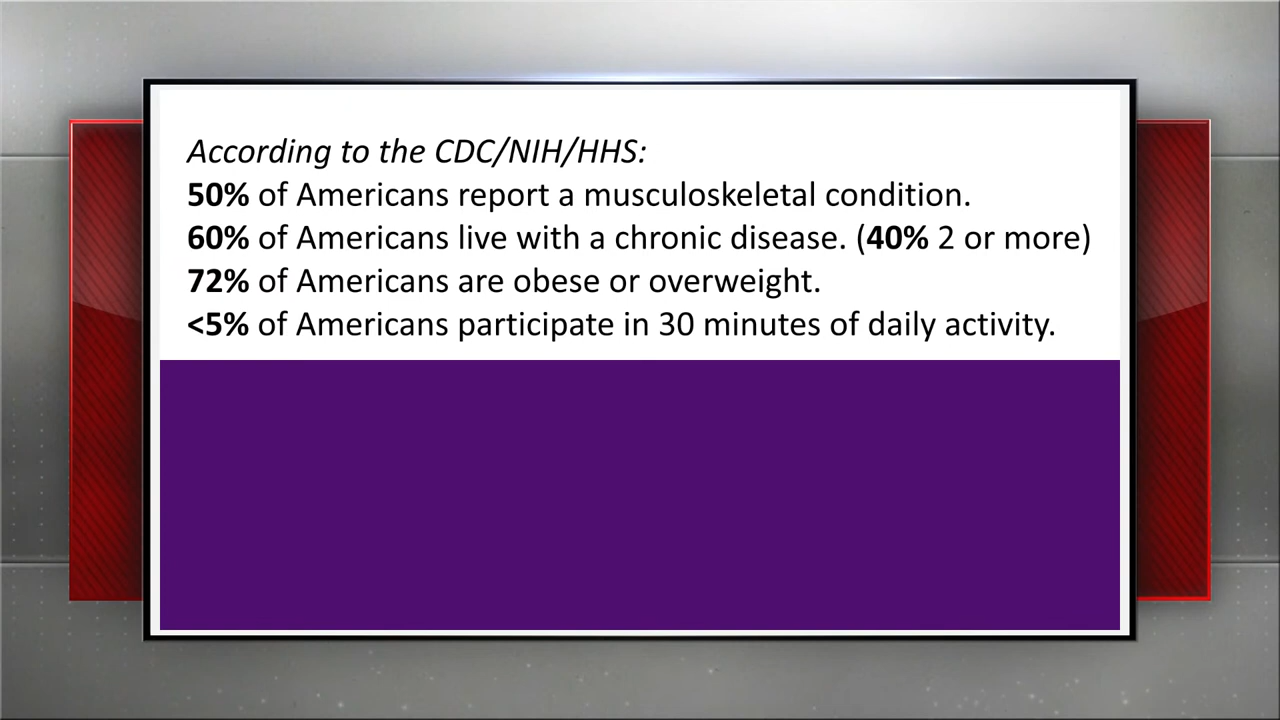 According to the CDC/NIH/HHS:
50% of Americans report a musculoskeletal condition.
60% of Americans live with a chronic disease. (40% 2 or more)
72% of Americans are obese or overweight.
<5% of Americans participate in 30 minutes of daily activity.